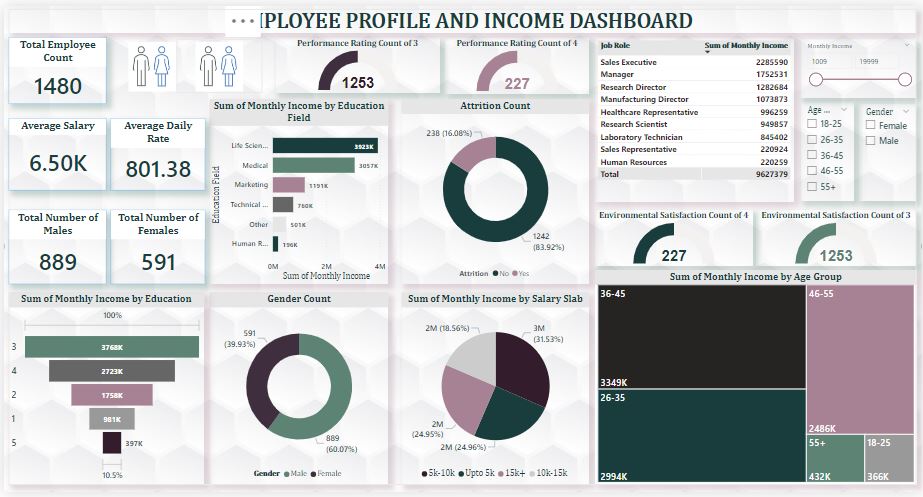 PLOYEE PROFILE AND INCOME DASHBOARD
Total Employee
Count
1480
Performance Rating Count of 3
1253
Performance Rating Count of 4
227
Job Role Sum of Monthly Income
Sales Executive 2285590
Manager 1752531
Research Director 1282684
Manufacturing Director 1073873
Healthcare Representative 996259
Research Scientist 949857
Laboratory Technician 845402
Sales Representative 220924
Human Resources 220259
Total 9627379
Monthly Income
1009 19999
Age ...
18-25
26-35
36-45
46-55
55+
Gender
Female
Male
Average Salary
6.50K
Average Daily
Rate
801.38
Total Number of
Males
889
Total Number of
Females
591
Sum of Monthly Income by Education
Field
Education Field
Life Scien... 3923K
Medical 3057K
Marketing 1191K
Technical ... 760K
Other 501K
Human R... 196K
0M 2M 4M
Sum of Monthly Income
Attrition Count
238 (16.08%)
1242
(83.92%)
Attrition No Yes
Environmental Satisfaction Count of 4
227
Environmental Satisfaction Count of 3
1253
Sum of Monthly Income by Education
100%
3 3768K
4 2723K
2 1758K
1 981K
5 397K
10.5%
Gender Count
591
(39.93%)
889
(60.07%)
Gender Male Female
Sum of Monthly Income by Salary Slab
2M (18.56%)
3M
(31.53%)
2M
(24.95%)
2M (24.96%)
5k-10k Upto 5k 15k+ 10k-15k
Sum of Monthly Income by Age Group
36-45
3349K
46-55
2486K
26-35
2994K
55+
432K
18-25
366K